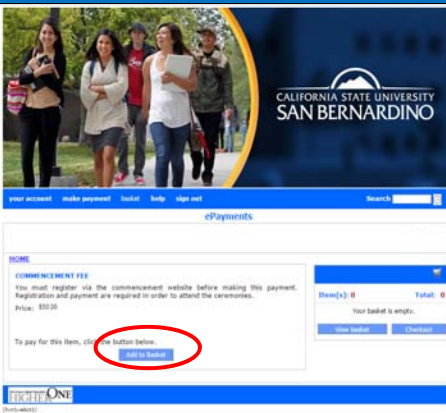 CALIFORNIA STATE UNIVERSITY
SAN BERNARDINO
your account make payment basket help sign out Search
ePayments
HOME
COMMENCEMENT FEE
You must register via the commencement website before making this payment.
Registration and payment are required in order to attend the ceremonies.
Price: $50.00
To pay for this item, click the button below.
Add to Basket
Item(s): 0 Total: 0
Your basket is empty.
View basket Checkout
HIGHER ONE